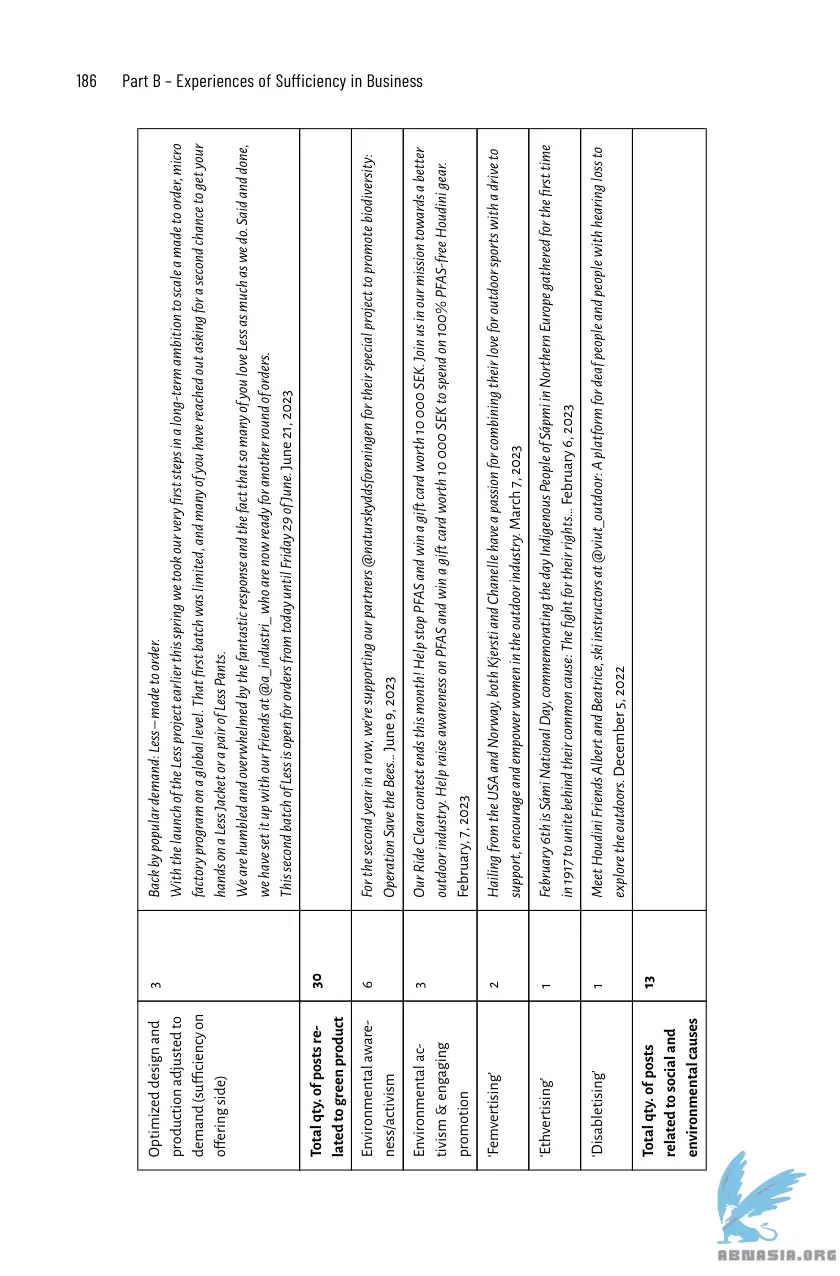 186 Part B – Experiences of Sufficiency in Business
Optimized design and
production adjusted to
demand (sufficiency on
offering side)
3
Back by popular demand: Less – made to order.
With the launch of the Less project earlier this spring we took our very first steps in a long-term ambition to scale a made to order, micro
factory program on a global level. That first batch was limited, and many of you have reached out asking for a second chance to get your
hands on a Less Jacket or a pair of Less Pants.
We are humbled and overwhelmed by the fantastic response and the fact that so many of you love Less as much as we do. Said and done,
we have set it up with our friends at @a_industri_ who are now ready for another round of orders.
This second batch of Less is open for orders from today until Friday 29 of June. June 21, 2023
Total qty. of posts re-
lated to green product
30
Environmental aware-
ness/activism
6
For the second year in a row, we're supporting our partners @naturskyddsforeningen for their special project to promote biodiversity:
Operation Save the Bees... June 9, 2023
Environmental ac-
tivism & engaging
promotion
3
Our Ride Clean contest ends this month! Help stop PFAS and win a gift card worth 10 000 SEK. Join us in our mission towards a better
outdoor industry. Help raise awareness on PFAS and win a gift card worth 10 000 SEK to spend on 100% PFAS-free Houdini gear.
February, 7, 2023
‘Femvertising’
2
Hailing from the USA and Norway, both Kjersti and Chanelle have a passion for combining their love for outdoor sports with a drive to
support, encourage and empower women in the outdoor industry. March 7, 2023
‘Ethvertising’
1
February 6th is Sámi National Day, commemorating the day Indigenous People of Sápmi in Northern Europe gathered for the first time
in 1917 to unite behind their common cause: The fight for their rights... February 6, 2023
‘Disabletising’
1
Meet Houdini Friends Albert and Beatrice, ski instructors at @viut_outdoor: A platform for deaf people and people with hearing loss to
explore the outdoors. December 5, 2022
Total qty. of posts
related to social and
environmental causes
13
ABNASIA.ORG